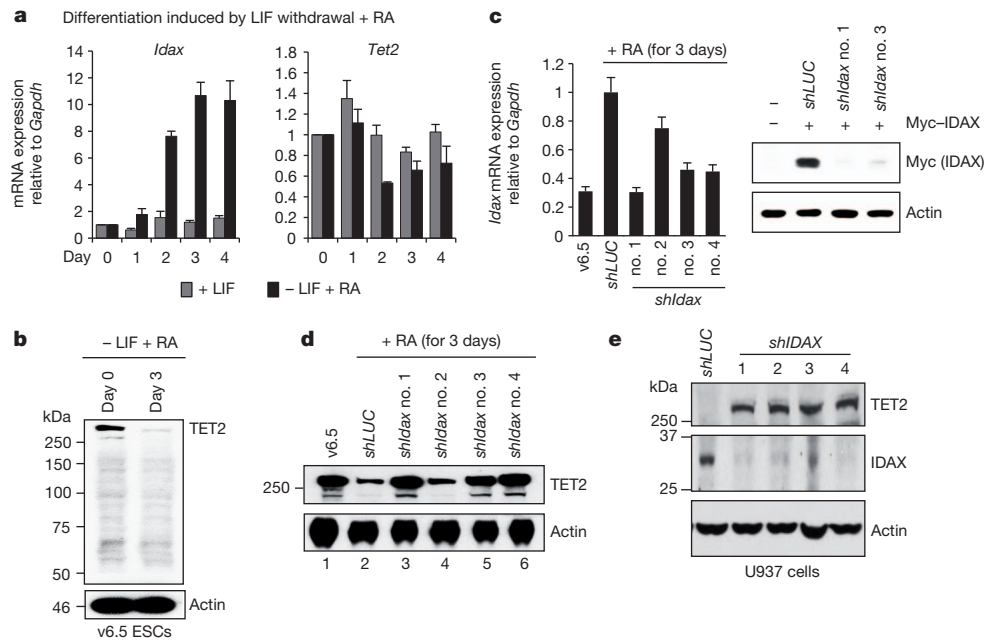 a
Differentiation induced by LIF withdrawal + RA
Idax
Tet2
mRNA expression
relative to Gapdh
14
12
10
8
6
4
2
0
1.8
1.6
1.4
1.2
1
0.8
0.6
0.4
0.2
0
Day 0 1 2 3 4
0 1 2 3 4
+ LIF
– LIF + RA
c
+ RA (for 3 days)
Idax mRNA expression
relative to Gapdh
1.2
1
0.8
0.6
0.4
0.2
0
v6.5
shLUC
no. 1
no. 2
no. 3
no. 4
shIdax
– shLUC shIdax no. 1 shIdax no. 3
– + + + Myc–IDAX
Myc (IDAX)
Actin
b
– LIF + RA
Day 0
Day 3
kDa
250
150
100
75
50
46
TET2
Actin
v6.5 ESCs
d
+ RA (for 3 days)
v6.5
shLUC
shIdax no. 1
shIdax no. 2
shIdax no. 3
shIdax no. 4
250
TET2
Actin
1 2 3 4 5 6
e
shLUC
shIDAX
1 2 3 4
kDa
250
TET2
37
IDAX
25
Actin
U937 cells